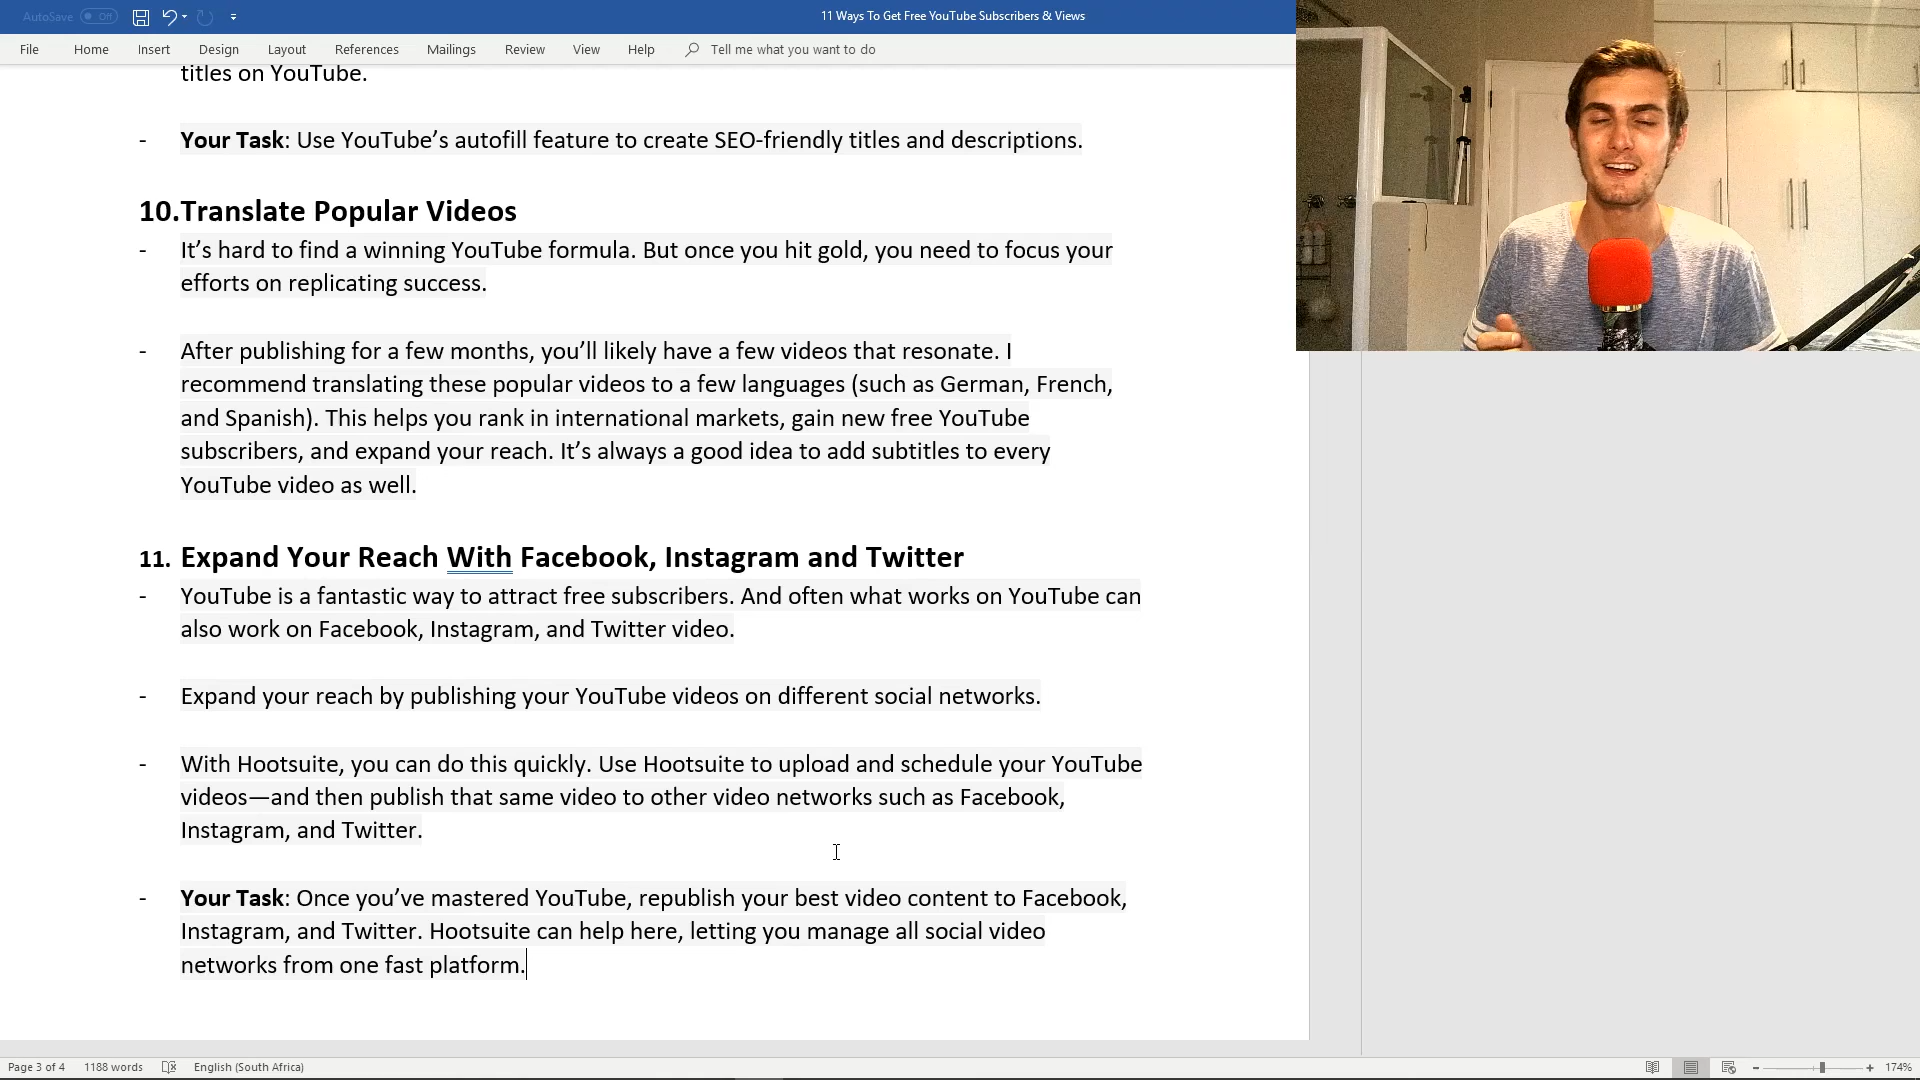 AutoSave Off
11 Ways To Get Free YouTube Subscribers & Views
File Home Insert Design Layout References Mailings Review View Help Tell me what you want to do
titles on YouTube.
- Your Task: Use YouTube’s autofill feature to create SEO-friendly titles and descriptions.
10.Translate Popular Videos
- It’s hard to find a winning YouTube formula. But once you hit gold, you need to focus your
efforts on replicating success.
- After publishing for a few months, you’ll likely have a few videos that resonate. I
recommend translating these popular videos to a few languages (such as German, French,
and Spanish). This helps you rank in international markets, gain new free YouTube
subscribers, and expand your reach. It’s always a good idea to add subtitles to every
YouTube video as well.
11. Expand Your Reach With Facebook, Instagram and Twitter
- YouTube is a fantastic way to attract free subscribers. And often what works on YouTube can
also work on Facebook, Instagram, and Twitter video.
- Expand your reach by publishing your YouTube videos on different social networks.
- With Hootsuite, you can do this quickly. Use Hootsuite to upload and schedule your YouTube
videos—and then publish that same video to other video networks such as Facebook,
Instagram, and Twitter.
- Your Task: Once you’ve mastered YouTube, republish your best video content to Facebook,
Instagram, and Twitter. Hootsuite can help here, letting you manage all social video
networks from one fast platform.
Page 3 of 4 1188 words English (South Africa) 174%